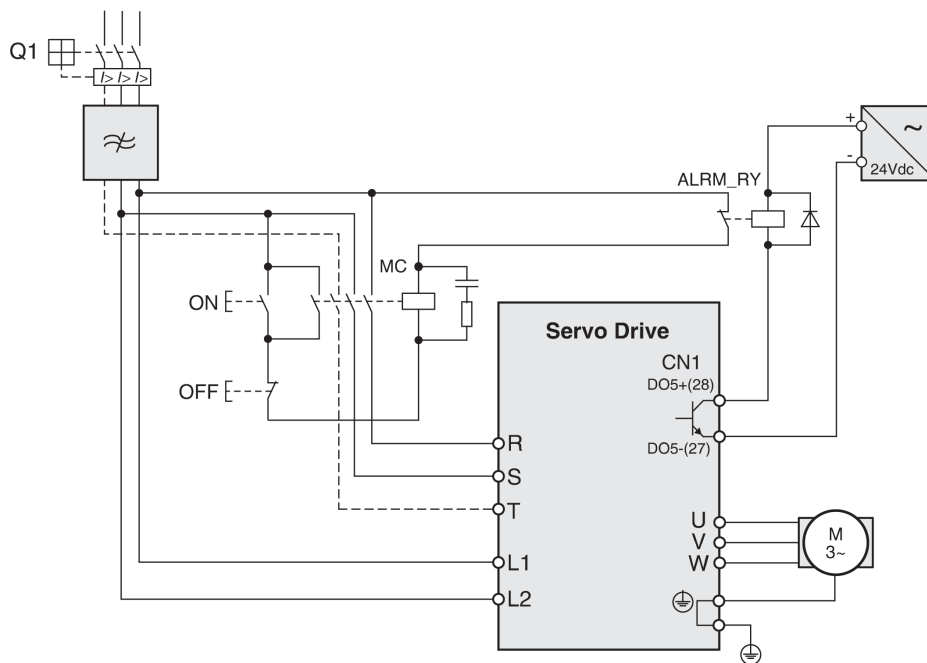 Q1
I> I> I>
+
~
-
24Vdc
ALRM_RY
MC
ON
OFF
Servo Drive
CN1
DO5+(28)
DO5-(27)
R
S
T
L1
L2
U
V
W
M
3~